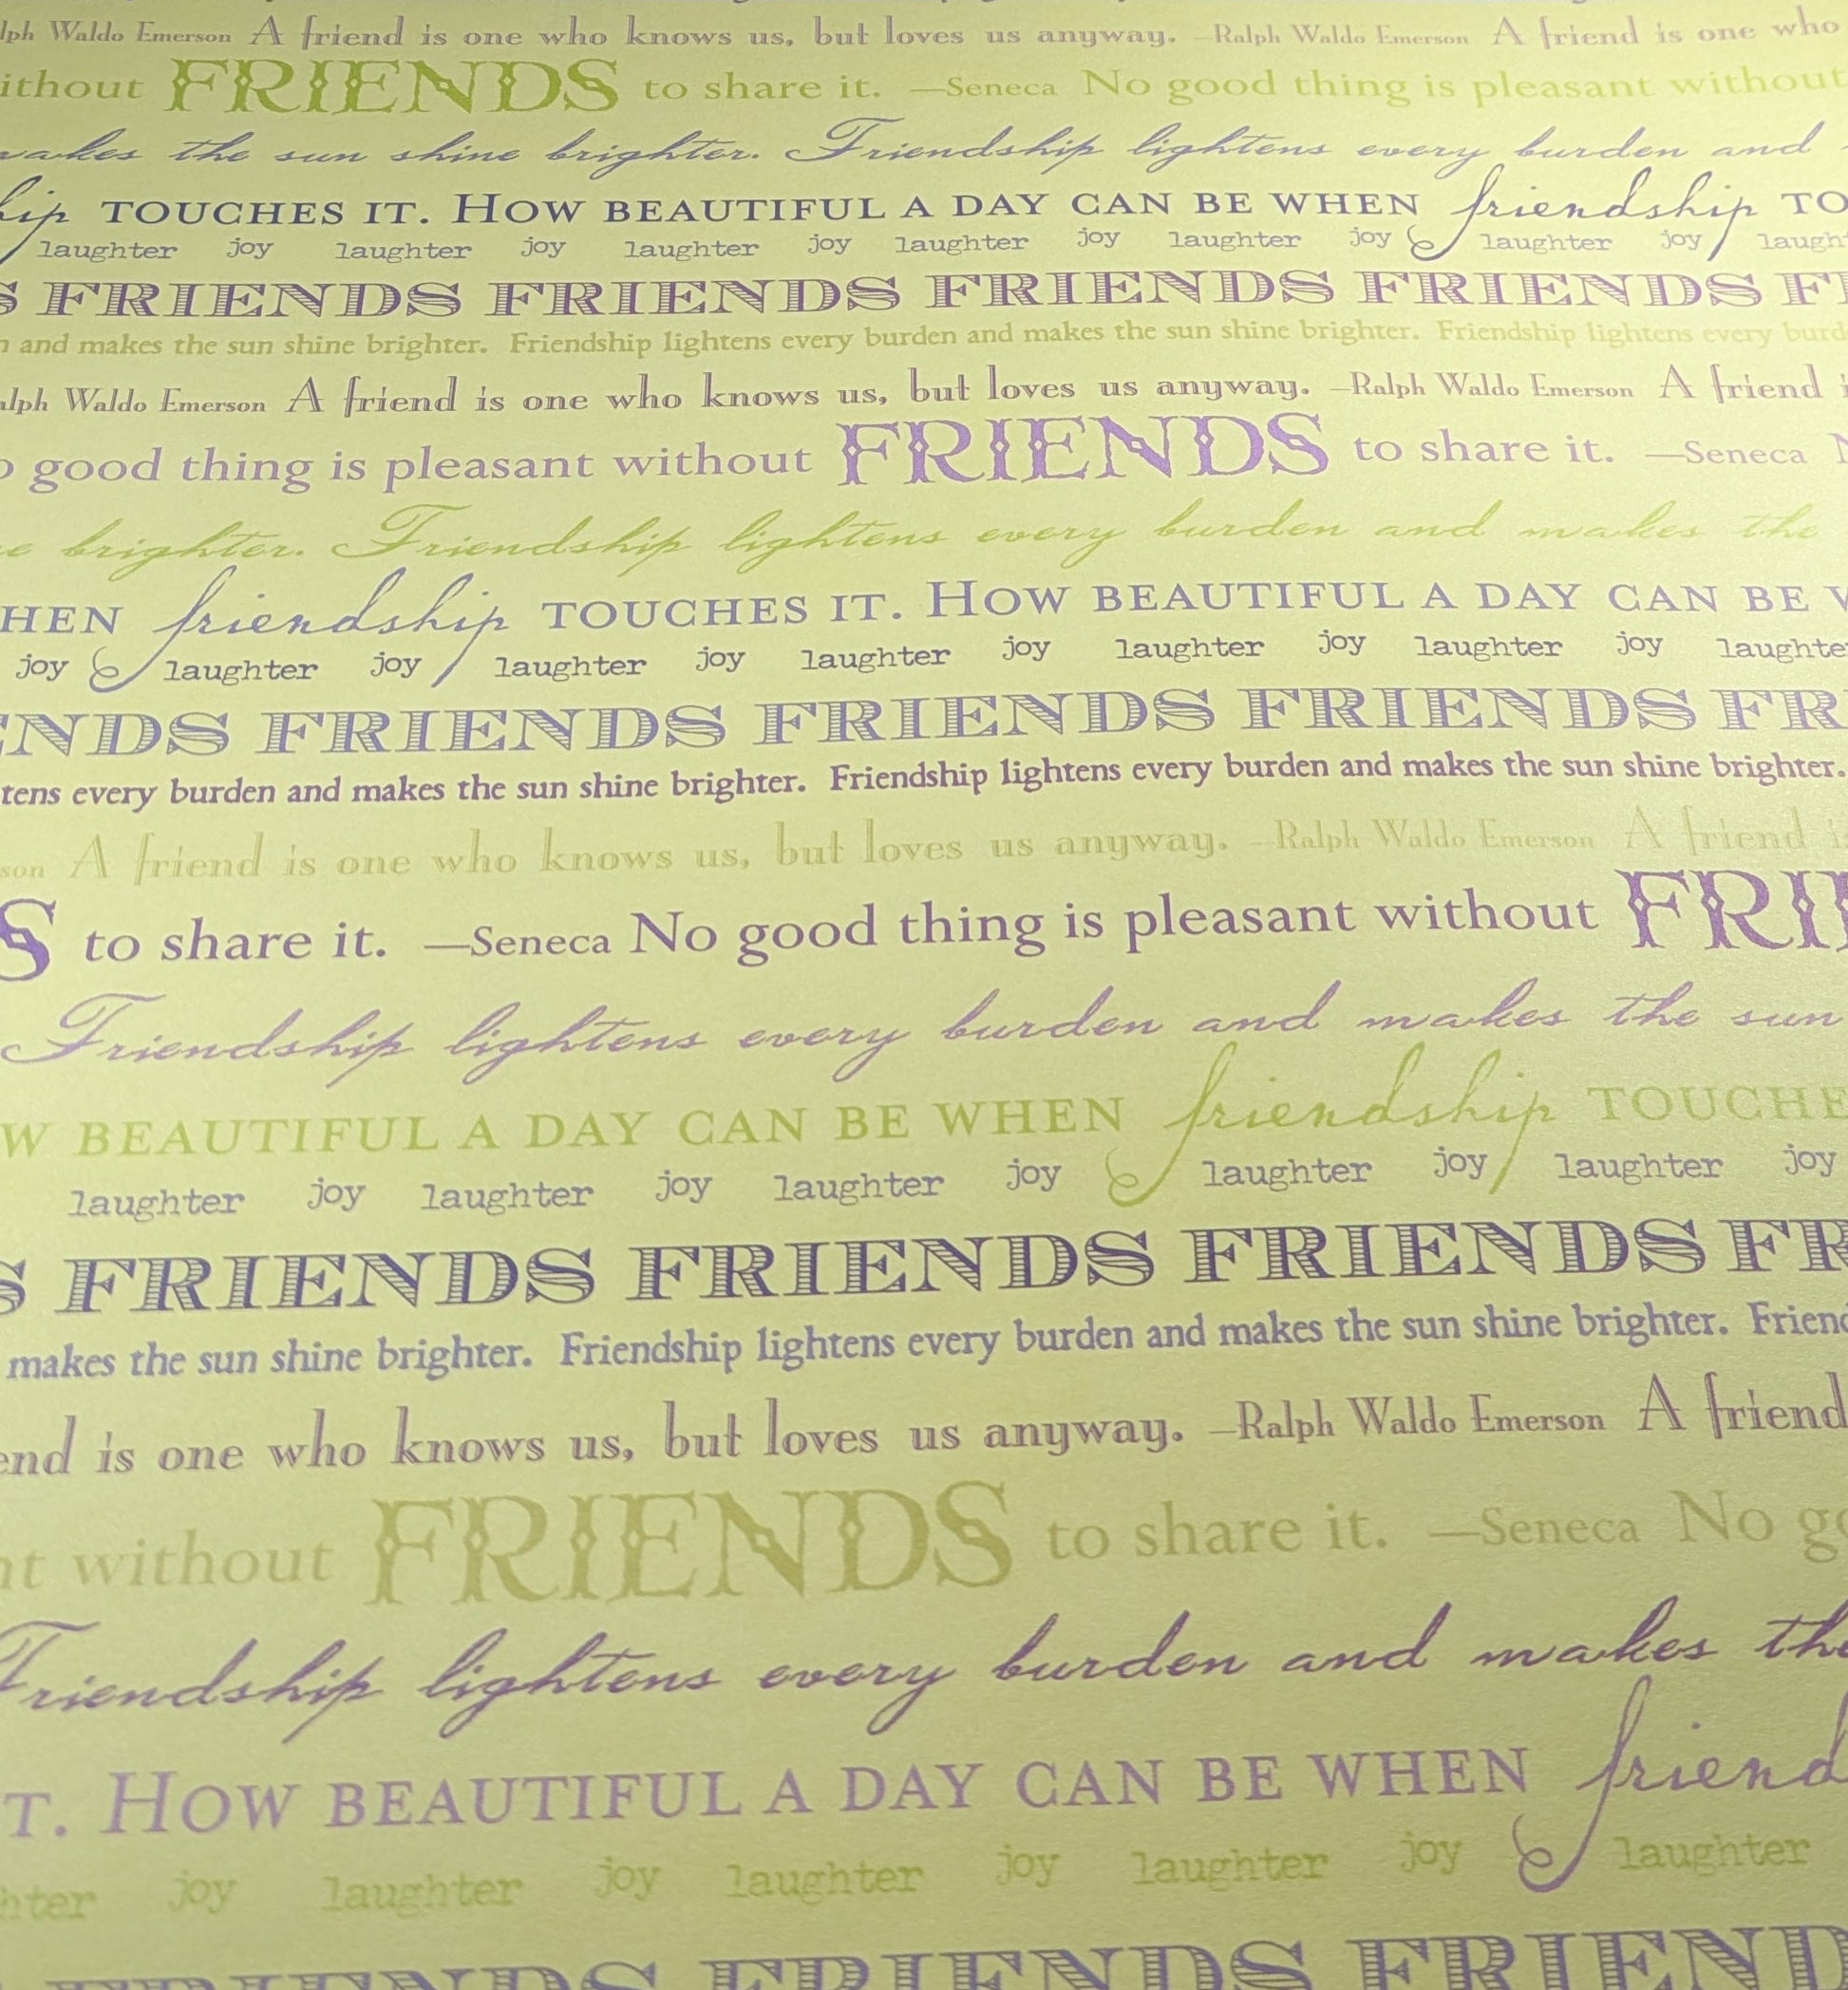 lph Waldo Emerson A friend is one who knows us, but loves us anyway. —Ralph Waldo Emerson A friend is one who
ithout FRIENDS to share it. —Seneca No good thing is pleasant without
makes the sun shine brighter. Friendship lightens every burden and
hip TOUCHES IT. HOW BEAUTIFUL A DAY CAN BE WHEN friendship TO
laughter joy laughter joy laughter joy laughter joy laughter joy laughter joy laugh
S FRIENDS FRIENDS FRIENDS FRIENDS FR
n and makes the sun shine brighter. Friendship lightens every burden and makes the sun shine brighter. Friendship lightens every burd
alph Waldo Emerson A friend is one who knows us, but loves us anyway. —Ralph Waldo Emerson A friend i
o good thing is pleasant without FRIENDS to share it. —Seneca N
e brighter. Friendship lightens every burden and makes the
HEN friendship TOUCHES IT. HOW BEAUTIFUL A DAY CAN BE W
joy laughter joy laughter joy laughter joy laughter joy laughter joy laughte
ENDS FRIENDS FRIENDS FRIENDS FR
tens every burden and makes the sun shine brighter. Friendship lightens every burden and makes the sun shine brighter.
son A friend is one who knows us, but loves us anyway. —Ralph Waldo Emerson A friend is
S to share it. —Seneca No good thing is pleasant without FRI
Friendship lightens every burden and makes the sun
W BEAUTIFUL A DAY CAN BE WHEN friendship TOUCHE
laughter joy laughter joy laughter joy laughter joy laughter joy
S FRIENDS FRIENDS FRIENDS FR
makes the sun shine brighter. Friendship lightens every burden and makes the sun shine brighter. Friend
end is one who knows us, but loves us anyway. —Ralph Waldo Emerson A friend
nt without FRIENDS to share it. —Seneca No go
Friendship lightens every burden and makes the
T. HOW BEAUTIFUL A DAY CAN BE WHEN friend
hter joy laughter joy laughter joy laughter joy laughter
FRIENDS FRIENDS FRIEND